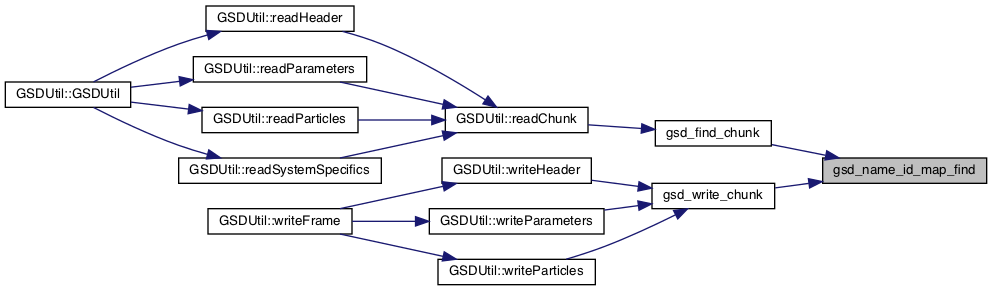 GSDUtil::readHeader
GSDUtil::readParameters
GSDUtil::GSDUtil
GSDUtil::readParticles
GSDUtil::readChunk
gsd_find_chunk
GSDUtil::readSystemSpecifics
GSDUtil::writeHeader
gsd_name_id_map_find
gsd_write_chunk
GSDUtil::writeFrame
GSDUtil::writeParameters
GSDUtil::writeParticles